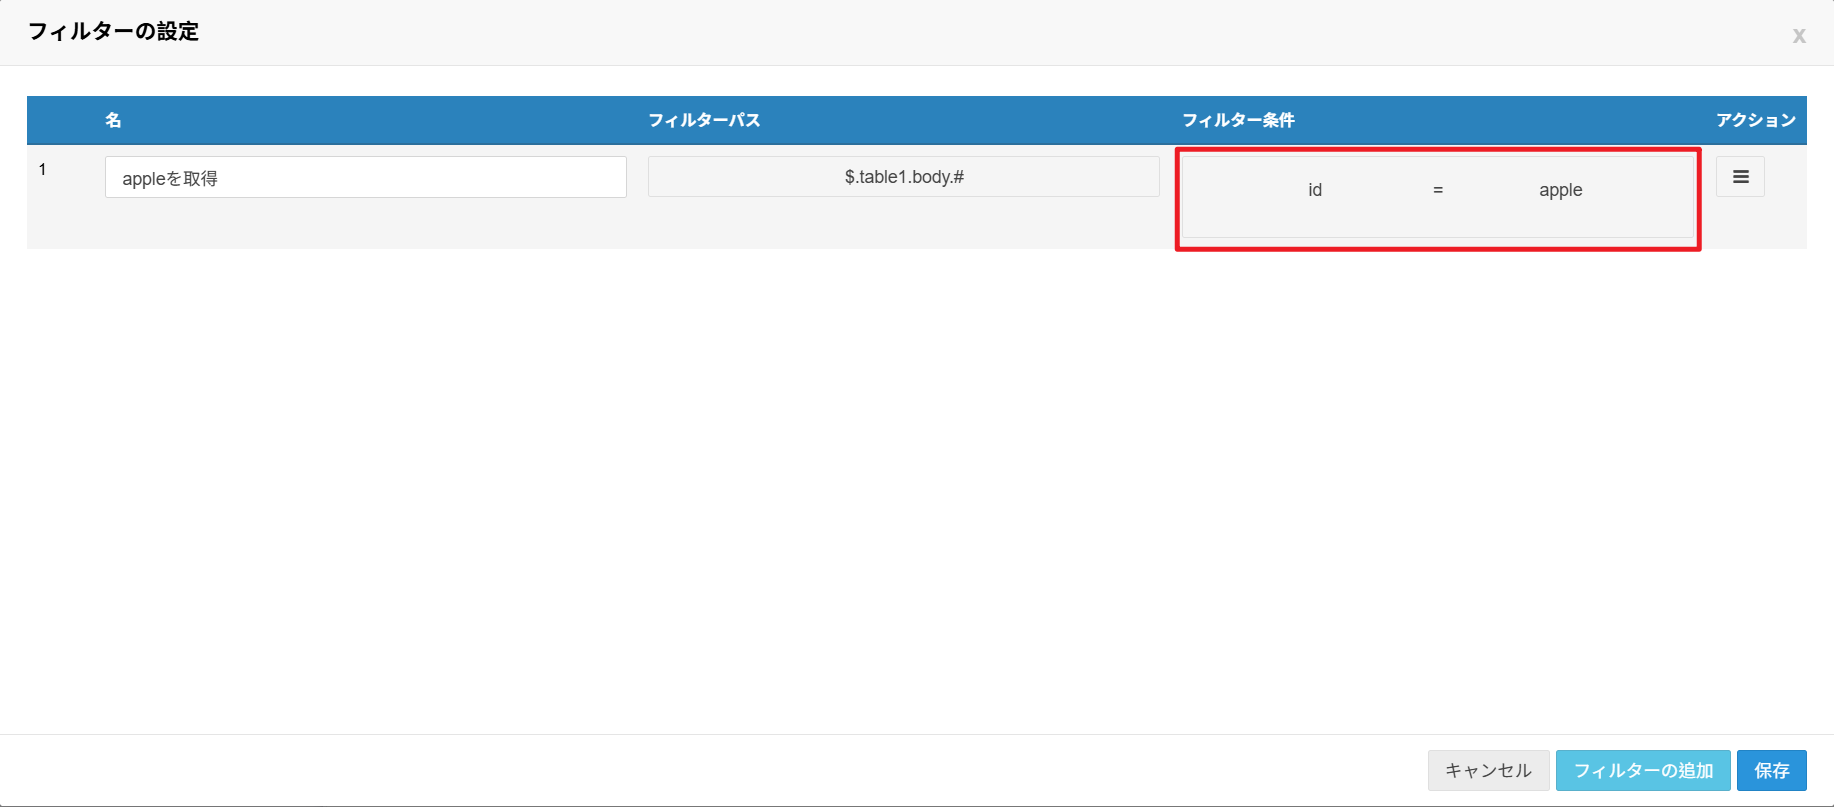 フィルターの設定
x
名 フィルターパス フィルター条件 アクション
1 appleを取得 $.table1.body.# id = apple
キャンセル フィルターの追加 保存